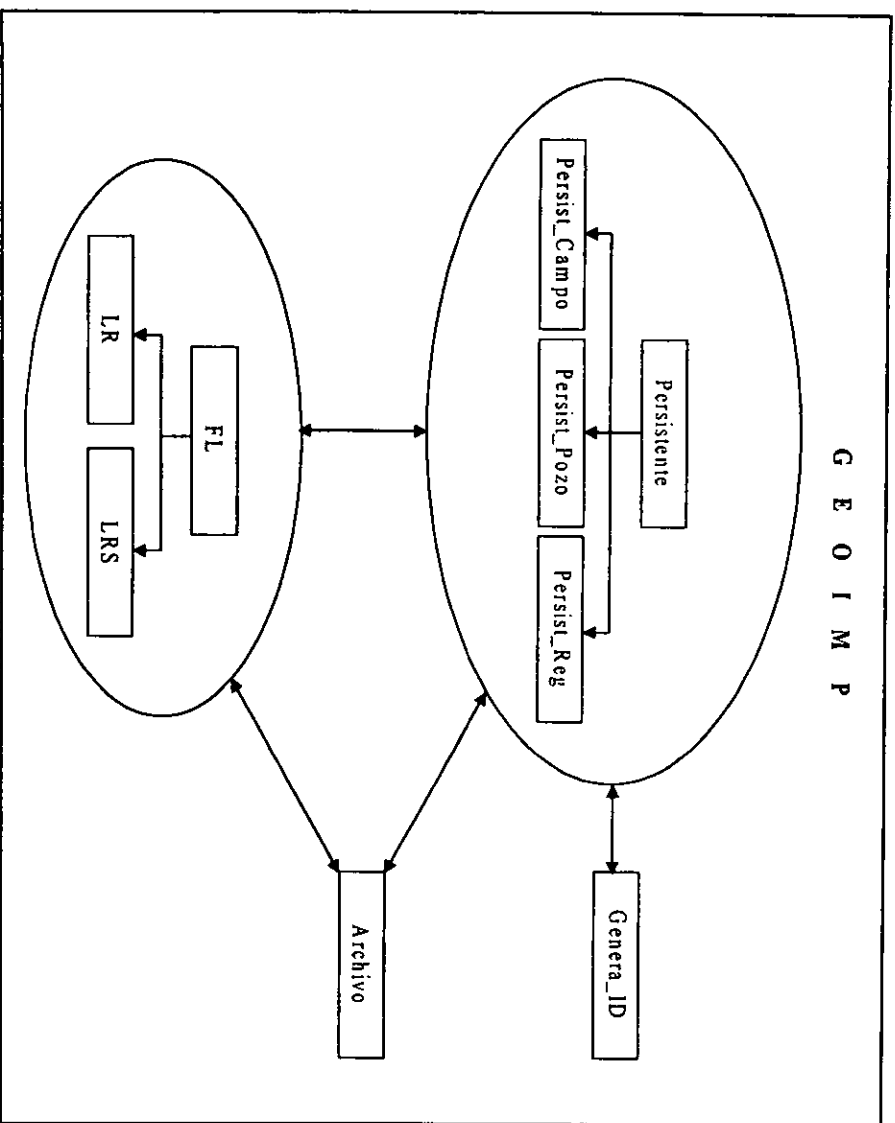 G E O I M P
Persistente
Persist_Campo
Persist_Pozo
Persist_Reg
Genera_ID
FL
LR
LRS
Archivo